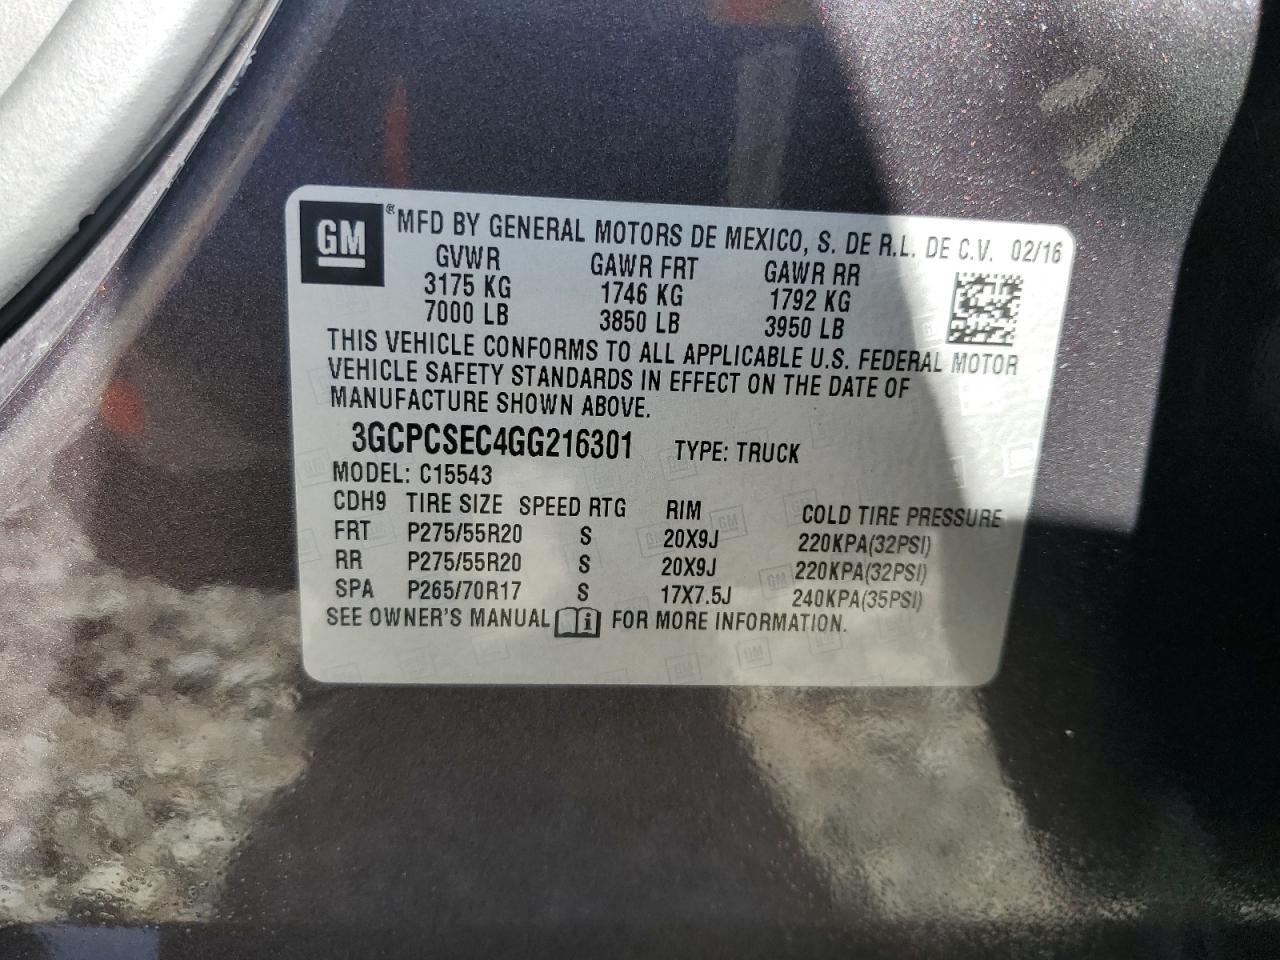 GM ® MFD BY GENERAL MOTORS DE MEXICO, S. DE R.L. DE C.V. 02/16
GVWR GAWR FRT GAWR RR
3175 KG 1746 KG 1792 KG
7000 LB 3850 LB 3950 LB
THIS VEHICLE CONFORMS TO ALL APPLICABLE U.S. FEDERAL MOTOR
VEHICLE SAFETY STANDARDS IN EFFECT ON THE DATE OF
MANUFACTURE SHOWN ABOVE.
3GCPCSEC4GG216301 TYPE: TRUCK
MODEL: C15543
CDH9 TIRE SIZE SPEED RTG RIM COLD TIRE PRESSURE
FRT P275/55R20 S 20X9J 220KPA(32PSI)
RR P275/55R20 S 20X9J 220KPA(32PSI)
SPA P265/70R17 S 17X7.5J 240KPA(35PSI)
SEE OWNER'S MANUAL i FOR MORE INFORMATION.